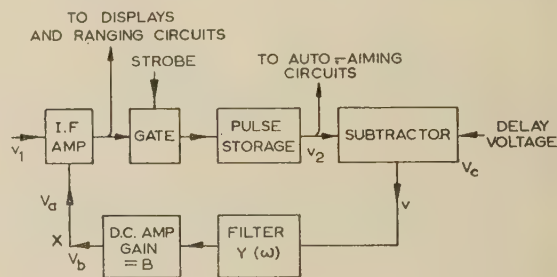 TO DISPLAYS
AND RANGING CIRCUITS
STROBE
TO AUTO-AIMING
CIRCUITS
I.F
AMP
GATE
PULSE
STORAGE
SUBTRACTOR
DELAY
VOLTAGE
v1
v2
Vc
Va
v
X
Vb
D.C. AMP
GAIN
= B
FILTER
Y (ω)